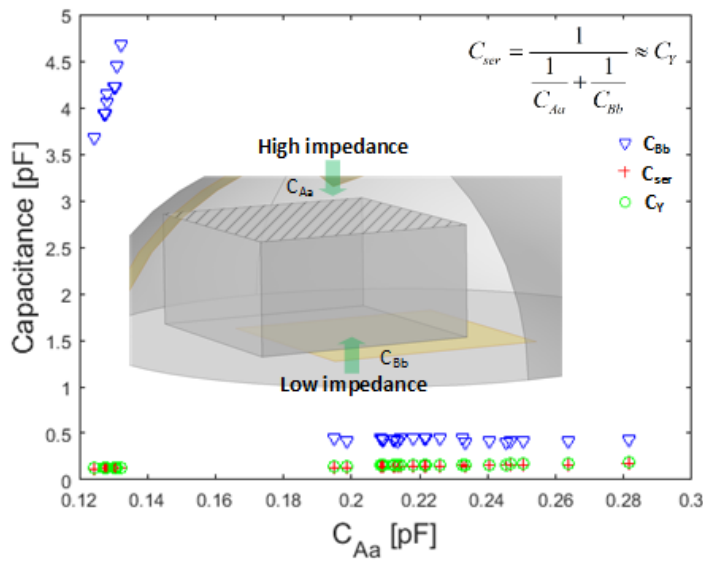 5
4.5
4
3.5
3
2.5
2
1.5
1
0.5
0
Capacitance [pF]
C_ser = 1 / (1/C_Aa + 1/C_Bb) ≈ C_Y
C_Bb
C_ser
C_Y
High impedance
C_Aa
C_Bb
Low impedance
0.12 0.14 0.16 0.18 0.2 0.22 0.24 0.26 0.28 0.3
C_Aa [pF]